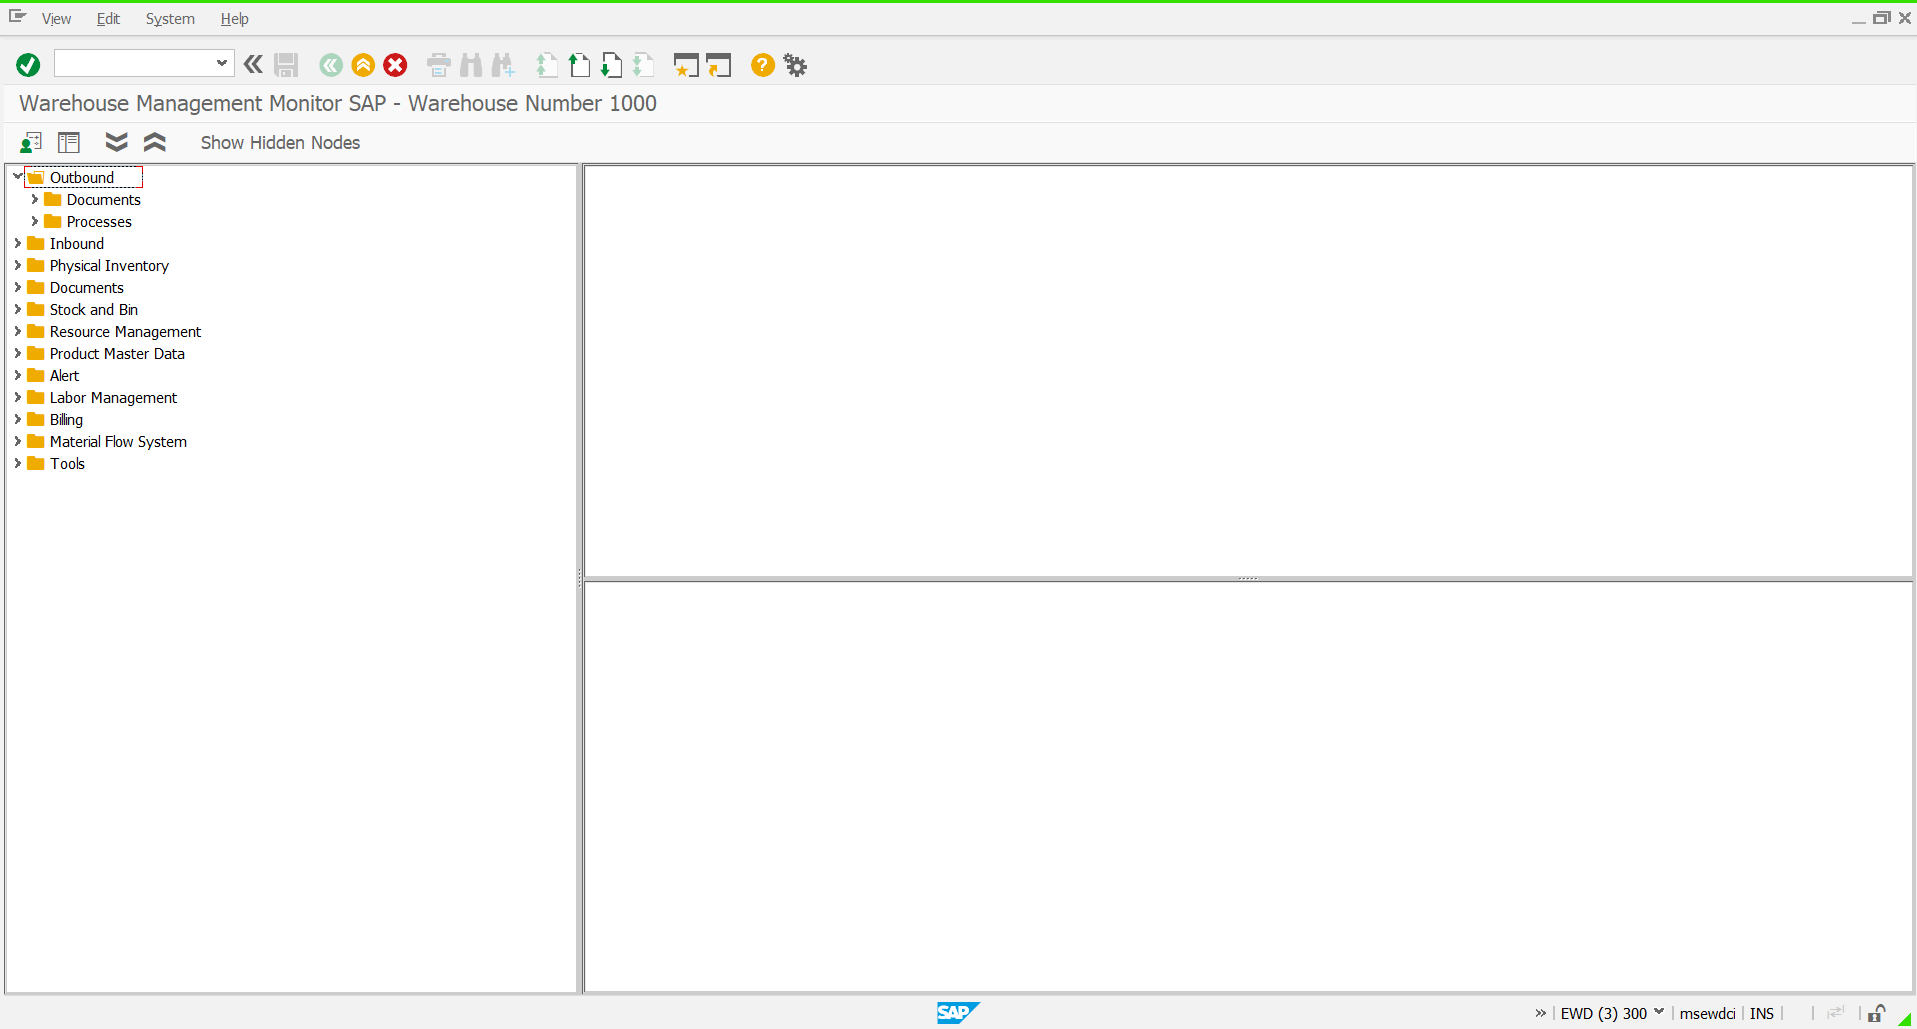 View Edit System Help
Warehouse Management Monitor SAP - Warehouse Number 1000
Show Hidden Nodes
Outbound
Documents
Processes
Inbound
Physical Inventory
Documents
Stock and Bin
Resource Management
Product Master Data
Alert
Labor Management
Billing
Material Flow System
Tools
SAP
EWD (3) 300 msewdci INS